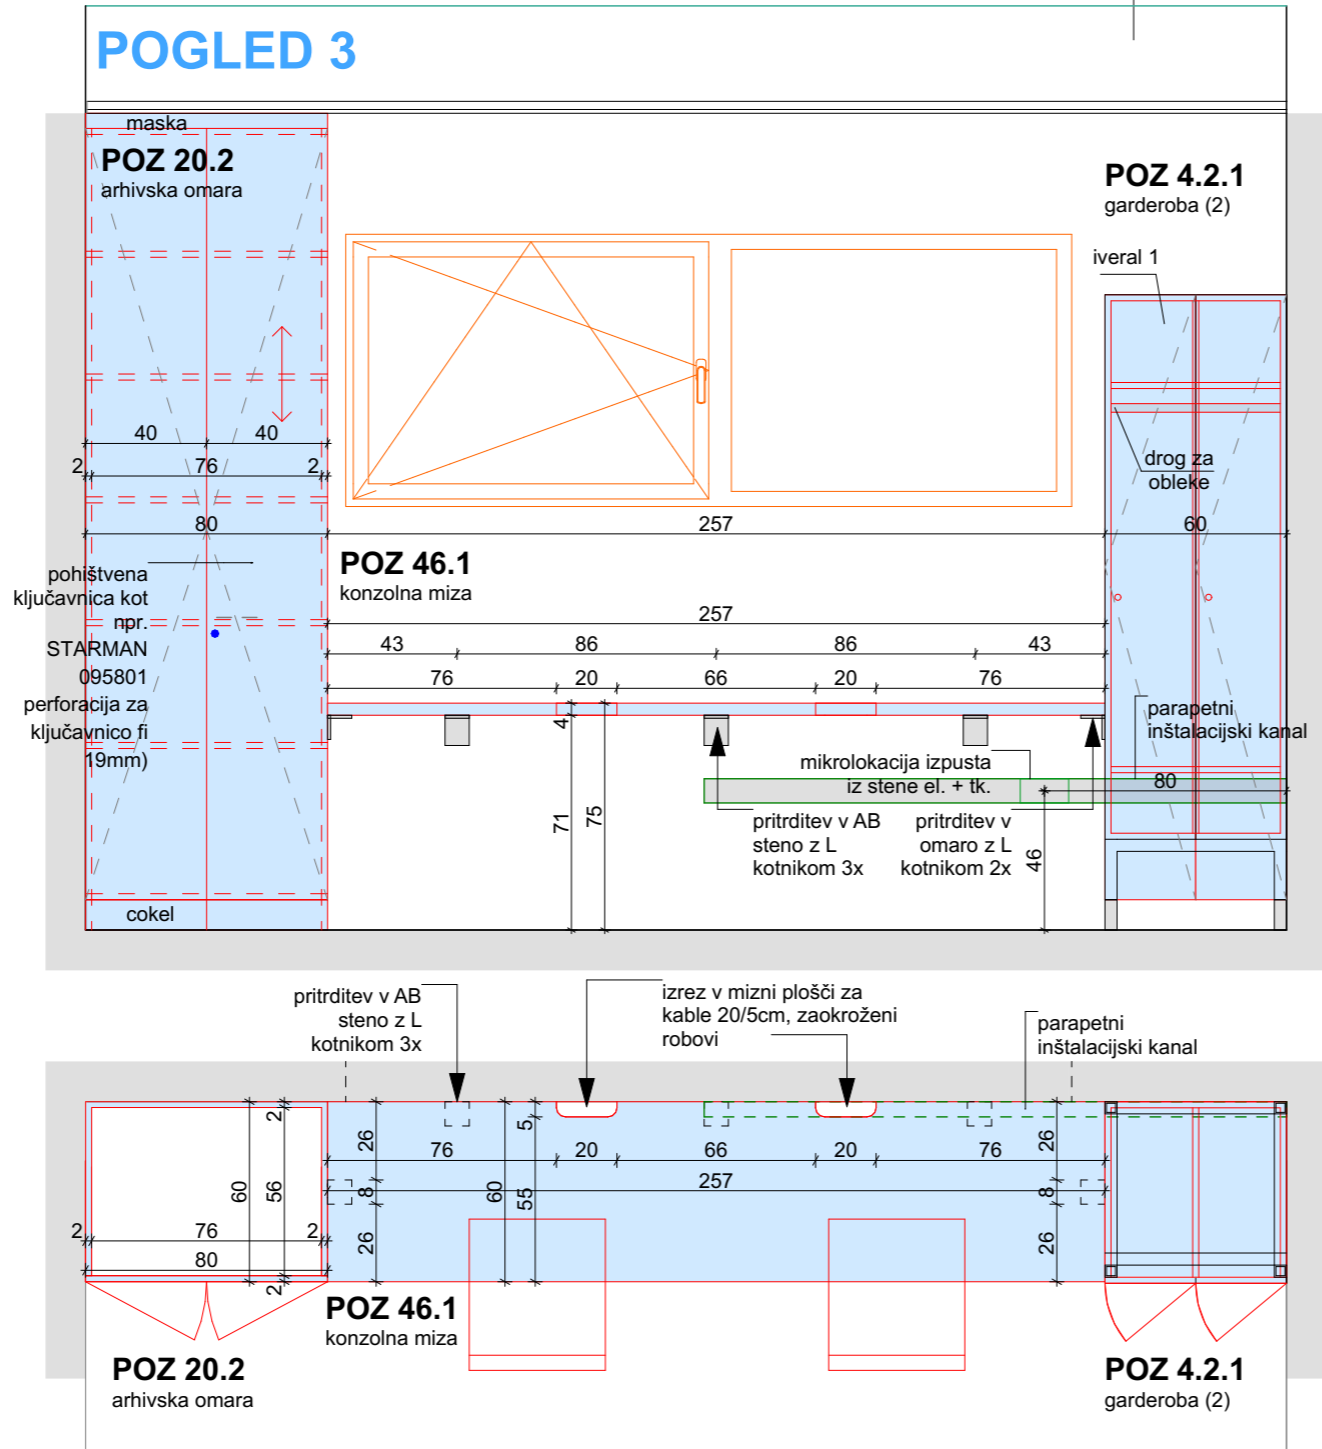 POGLED 3
maska
POZ 20.2
arhivska omara
POZ 4.2.1
garderoba (2)
iveral 1
drog za
obleke
40
40
2
76
2
80
257
60
POZ 46.1
konzolna miza
pohištvena
ključavnica kot
npr.
STARMAN
095801
perforacija za
ključavnico fi
19mm)
257
43
86
86
43
76
20
66
20
76
4
71
75
parapetni
inštalacijski kanal
mikrolokacija izpusta
iz stene el. + tk.
80
46
pritrditev v AB
steno z L
kotnikom 3x
pritrditev v
omaro z L
kotnikom 2x
cokel
pritrditev v AB
steno z L
kotnikom 3x
izrez v mizni plošči za
kable 20/5cm, zaokroženi
robovi
parapetni
inštalacijski kanal
2
60
56
2
2
76
2
80
26
8
26
76
20
66
20
76
257
60
5
55
26
8
26
POZ 46.1
konzolna miza
POZ 20.2
arhivska omara
POZ 4.2.1
garderoba (2)